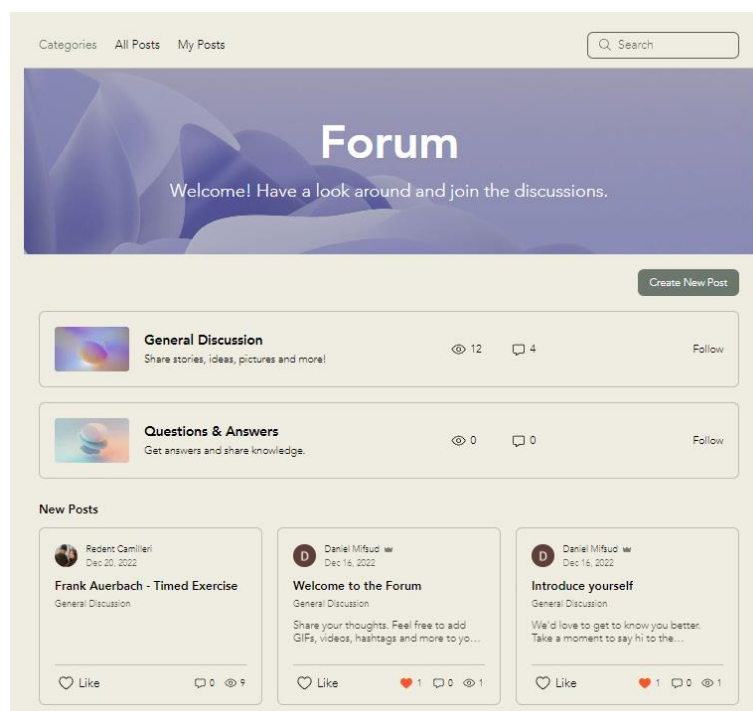 Categories All Posts My Posts Search
Forum
Welcome! Have a look around and join the discussions.
Create New Post
General Discussion
Share stories, ideas, pictures and more!
12 4 Follow
Questions & Answers
Get answers and share knowledge.
0 0 Follow
New Posts
Redent Camilleri
Dec 20, 2022
Frank Auerbach - Timed Exercise
General Discussion
Like 0 9
D
Daniel Mifsud
Dec 16, 2022
Welcome to the Forum
General Discussion
Share your thoughts. Feel free to add
GIFs, videos, hashtags and more to yo...
Like 1 0 1
D
Daniel Mifsud
Dec 16, 2022
Introduce yourself
General Discussion
We'd love to get to know you better.
Take a moment to say hi to the...
Like 1 0 1